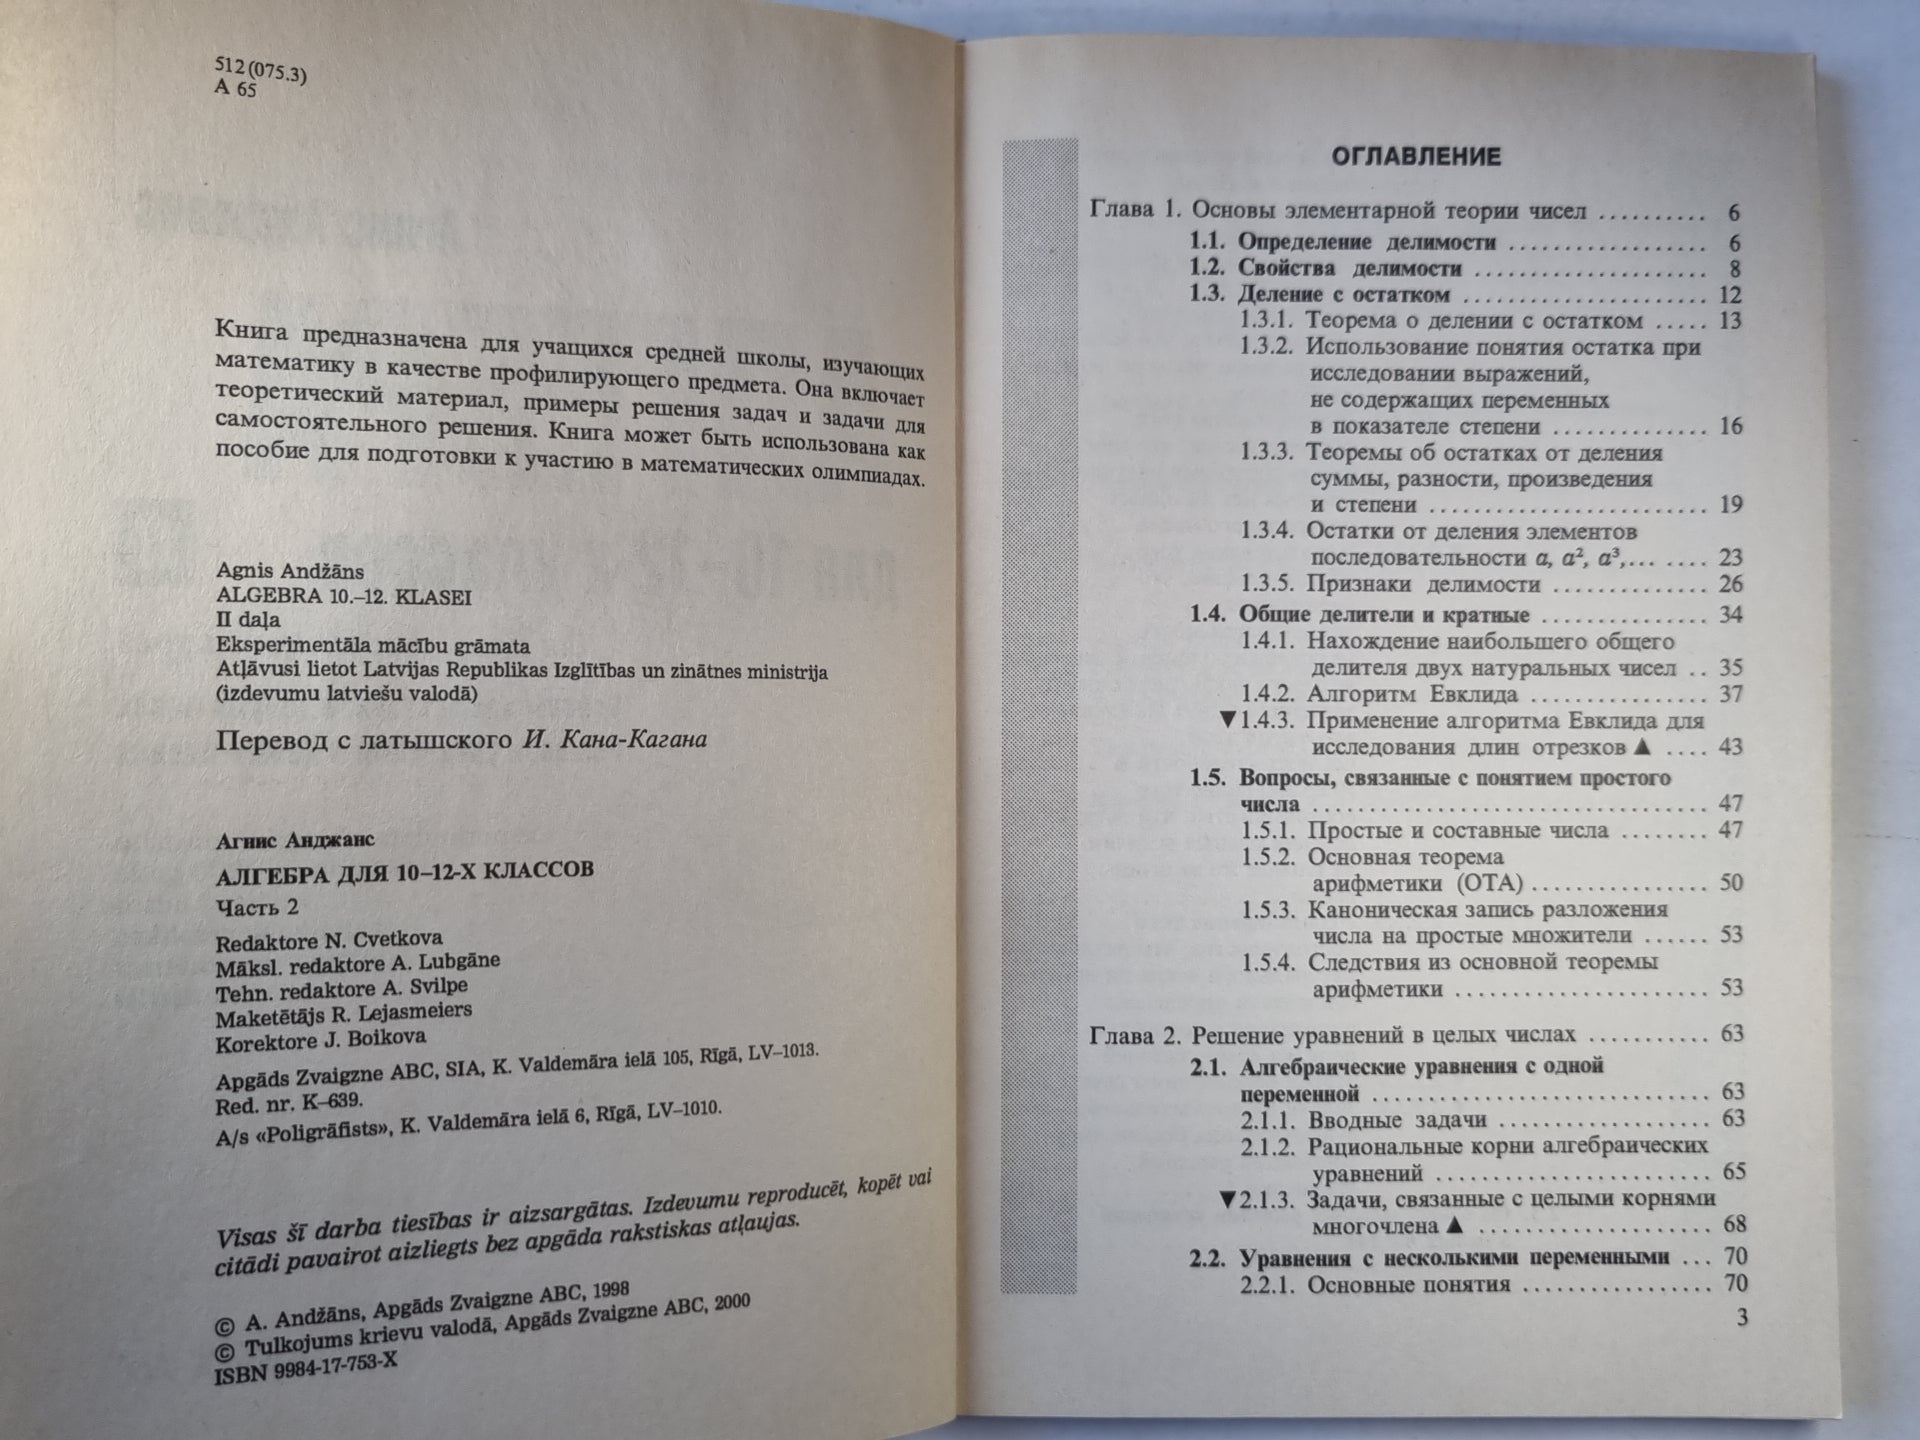 512(075.3)
А 65
Книга предназначена для учащихся средней школы, изучающих
математику в качестве профилирующего предмета. Она включает
теоретический материал, примеры решения задач и задачи для
самостоятельного решения. Книга может быть использована как
пособие для подготовки к участию в математических олимпиадах.
Agnis Andžāns
ALGEBRA 10.–12. KLASEI
II daļa
Eksperimentāla mācību grāmata
Atļāvusi lietot Latvijas Republikas Izglītības un zinātnes ministrija
(izdevumu latviešu valodā)
Перевод с латышского И. Кана-Кагана
Агнис Анджанс
АЛГЕБРА ДЛЯ 10–12-Х КЛАССОВ
Часть 2
Redaktore N. Cvetkova
Māksl. redaktore A. Lubgāne
Tehn. redaktore A. Svilpe
Maketētājs R. Lejasmeiers
Korektore J. Boikova
Apgāds Zvaigzne ABC, SIA, K. Valdemāra ielā 105, Rīgā, LV–1013.
Red. nr. K–639.
A/s «Poligrāfists», K. Valdemāra ielā 6, Rīgā, LV–1010.
Visas šī darba tiesības ir aizsargātas. Izdevumu reproducēt, kopēt vai
citādi pavairot aizliegts bez apgāda rakstiskas atļaujas.
© A. Andžāns, Apgāds Zvaigzne ABC, 1998
© Tulkojums krievu valodā, Apgāds Zvaigzne ABC, 2000
ISBN 9984-17-753-X
ОГЛАВЛЕНИЕ
Глава 1. Основы элементарной теории чисел .......... 6
1.1. Определение делимости .................. 6
1.2. Свойства делимости ..................... 8
1.3. Деление с остатком ...................... 12
1.3.1. Теорема о делении с остатком ..... 13
1.3.2. Использование понятия остатка при
исследовании выражений,
не содержащих переменных
в показателе степени .............. 16
1.3.3. Теоремы об остатках от деления
суммы, разности, произведения
и степени ......................... 19
1.3.4. Остатки от деления элементов
последовательности a, a², a³,... .... 23
1.3.5. Признаки делимости .............. 26
1.4. Общие делители и кратные ............... 34
1.4.1. Нахождение наибольшего общего
делителя двух натуральных чисел .. 35
1.4.2. Алгоритм Евклида ................ 37
▼1.4.3. Применение алгоритма Евклида для
исследования длин отрезков▲ .... 43
1.5. Вопросы, связанные с понятием простого
числа .................................... 47
1.5.1. Простые и составные числа ........ 47
1.5.2. Основная теорема
арифметики (ОТА) ................ 50
1.5.3. Каноническая запись разложения
числа на простые множители ...... 53
1.5.4. Следствия из основной теоремы
арифметики ....................... 53
Глава 2. Решение уравнений в целых числах ........... 63
2.1. Алгебраические уравнения с одной
переменной ............................... 63
2.1.1. Вводные задачи ................... 63
2.1.2. Рациональные корни алгебраических
уравнений ......................... 65
▼2.1.3. Задачи, связанные с целыми корнями
многочлена▲ ..................... 68
2.2. Уравнения с несколькими переменными ... 70
2.2.1. Основные понятия ................. 70
3